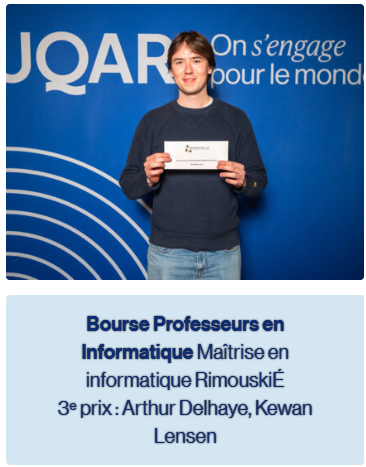 UQAR
On s'engage
pour le mond
Bourse Professeurs en
Informatique Maîtrise en
informatique RimouskiÉ
3ᵉ prix : Arthur Delhaye, Kewan
Lensen